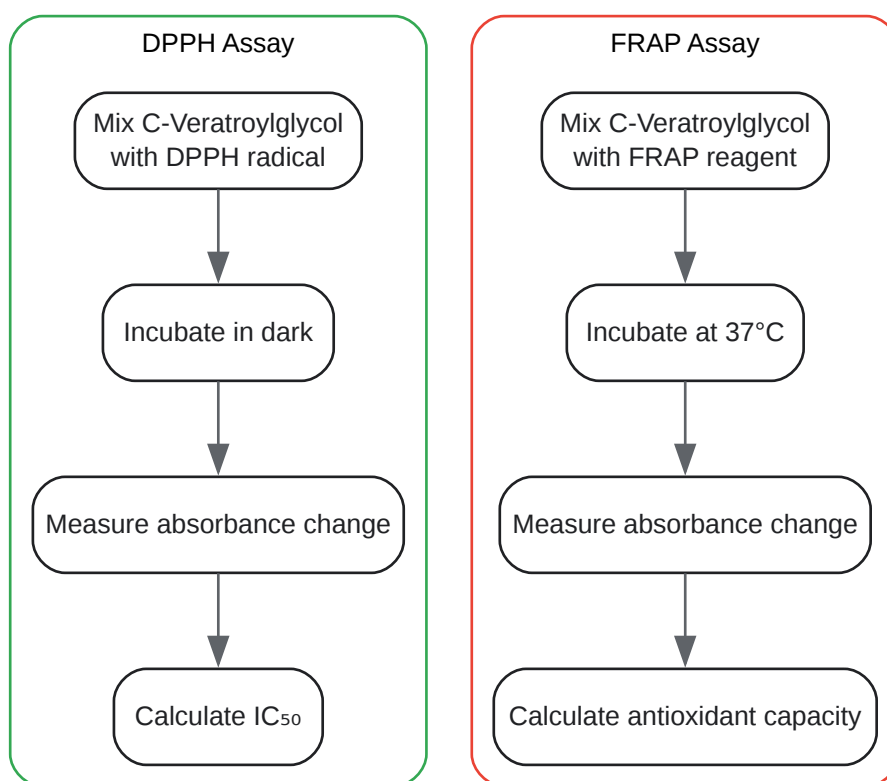 DPPH Assay
Mix C-Veratroylglycol
with DPPH radical
Incubate in dark
Measure absorbance change
Calculate IC₅₀
FRAP Assay
Mix C-Veratroylglycol
with FRAP reagent
Incubate at 37°C
Measure absorbance change
Calculate antioxidant capacity